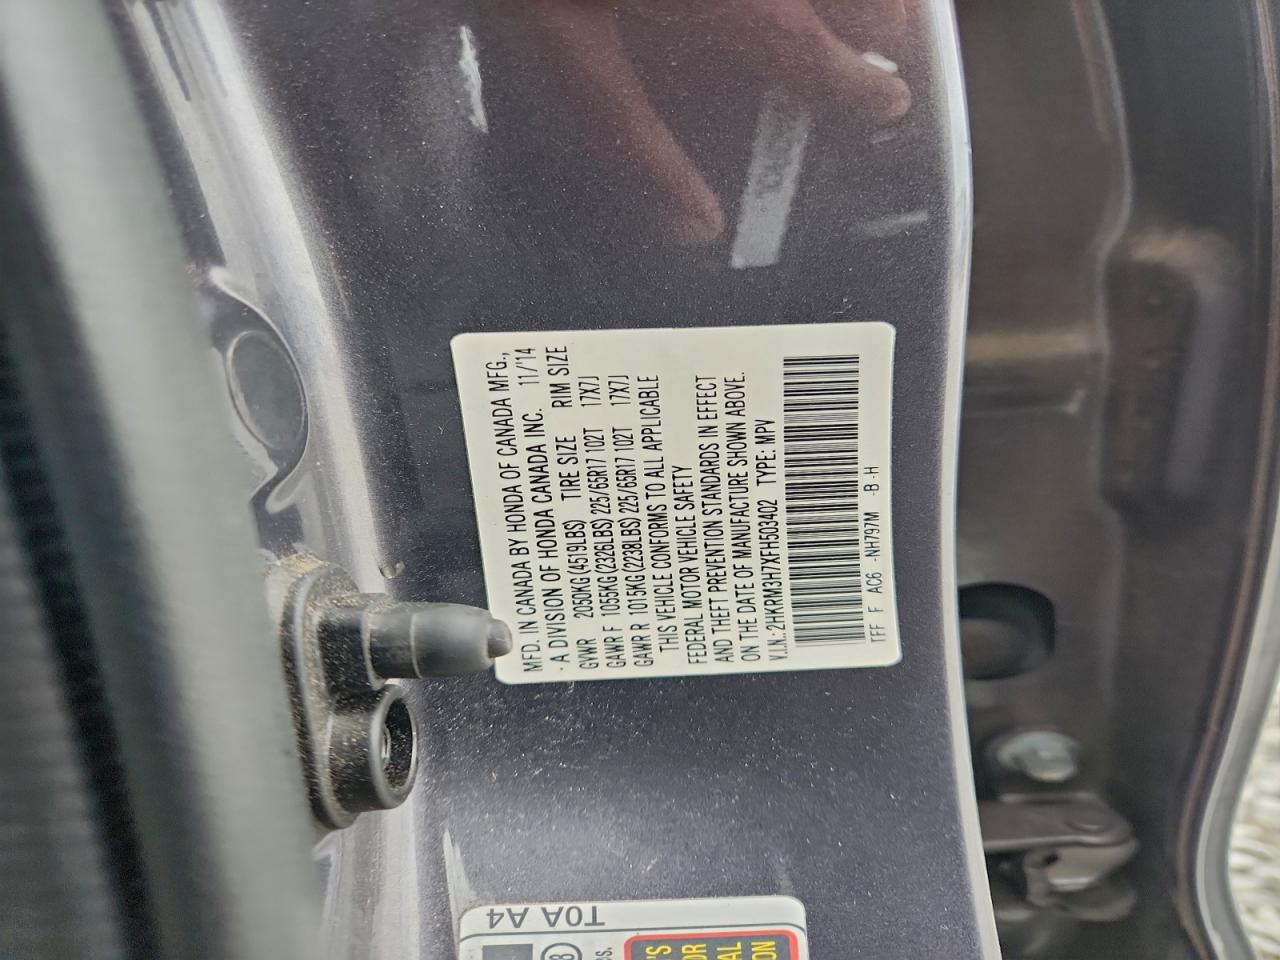 MFD. IN CANADA BY HONDA OF CANADA MFG.,
A DIVISION OF HONDA CANADA INC. 11/14
GVWR 2050KG(4519LBS) TIRE SIZE RIM SIZE
GAWR F 1055KG(2326LBS) 225/65R17 102T 17X7J
GAWR R 1015KG(2238LBS) 225/65R17 102T 17X7J
THIS VEHICLE CONFORMS TO ALL APPLICABLE
FEDERAL MOTOR VEHICLE SAFETY
AND THEFT PREVENTION STANDARDS IN EFFECT
ON THE DATE OF MANUFACTURE SHOWN ABOVE.
V.I.N.:2HKRM3H7XFH503402 TYPE: MPV
TFF F AC6 -NH797M -B -H
T0A A4